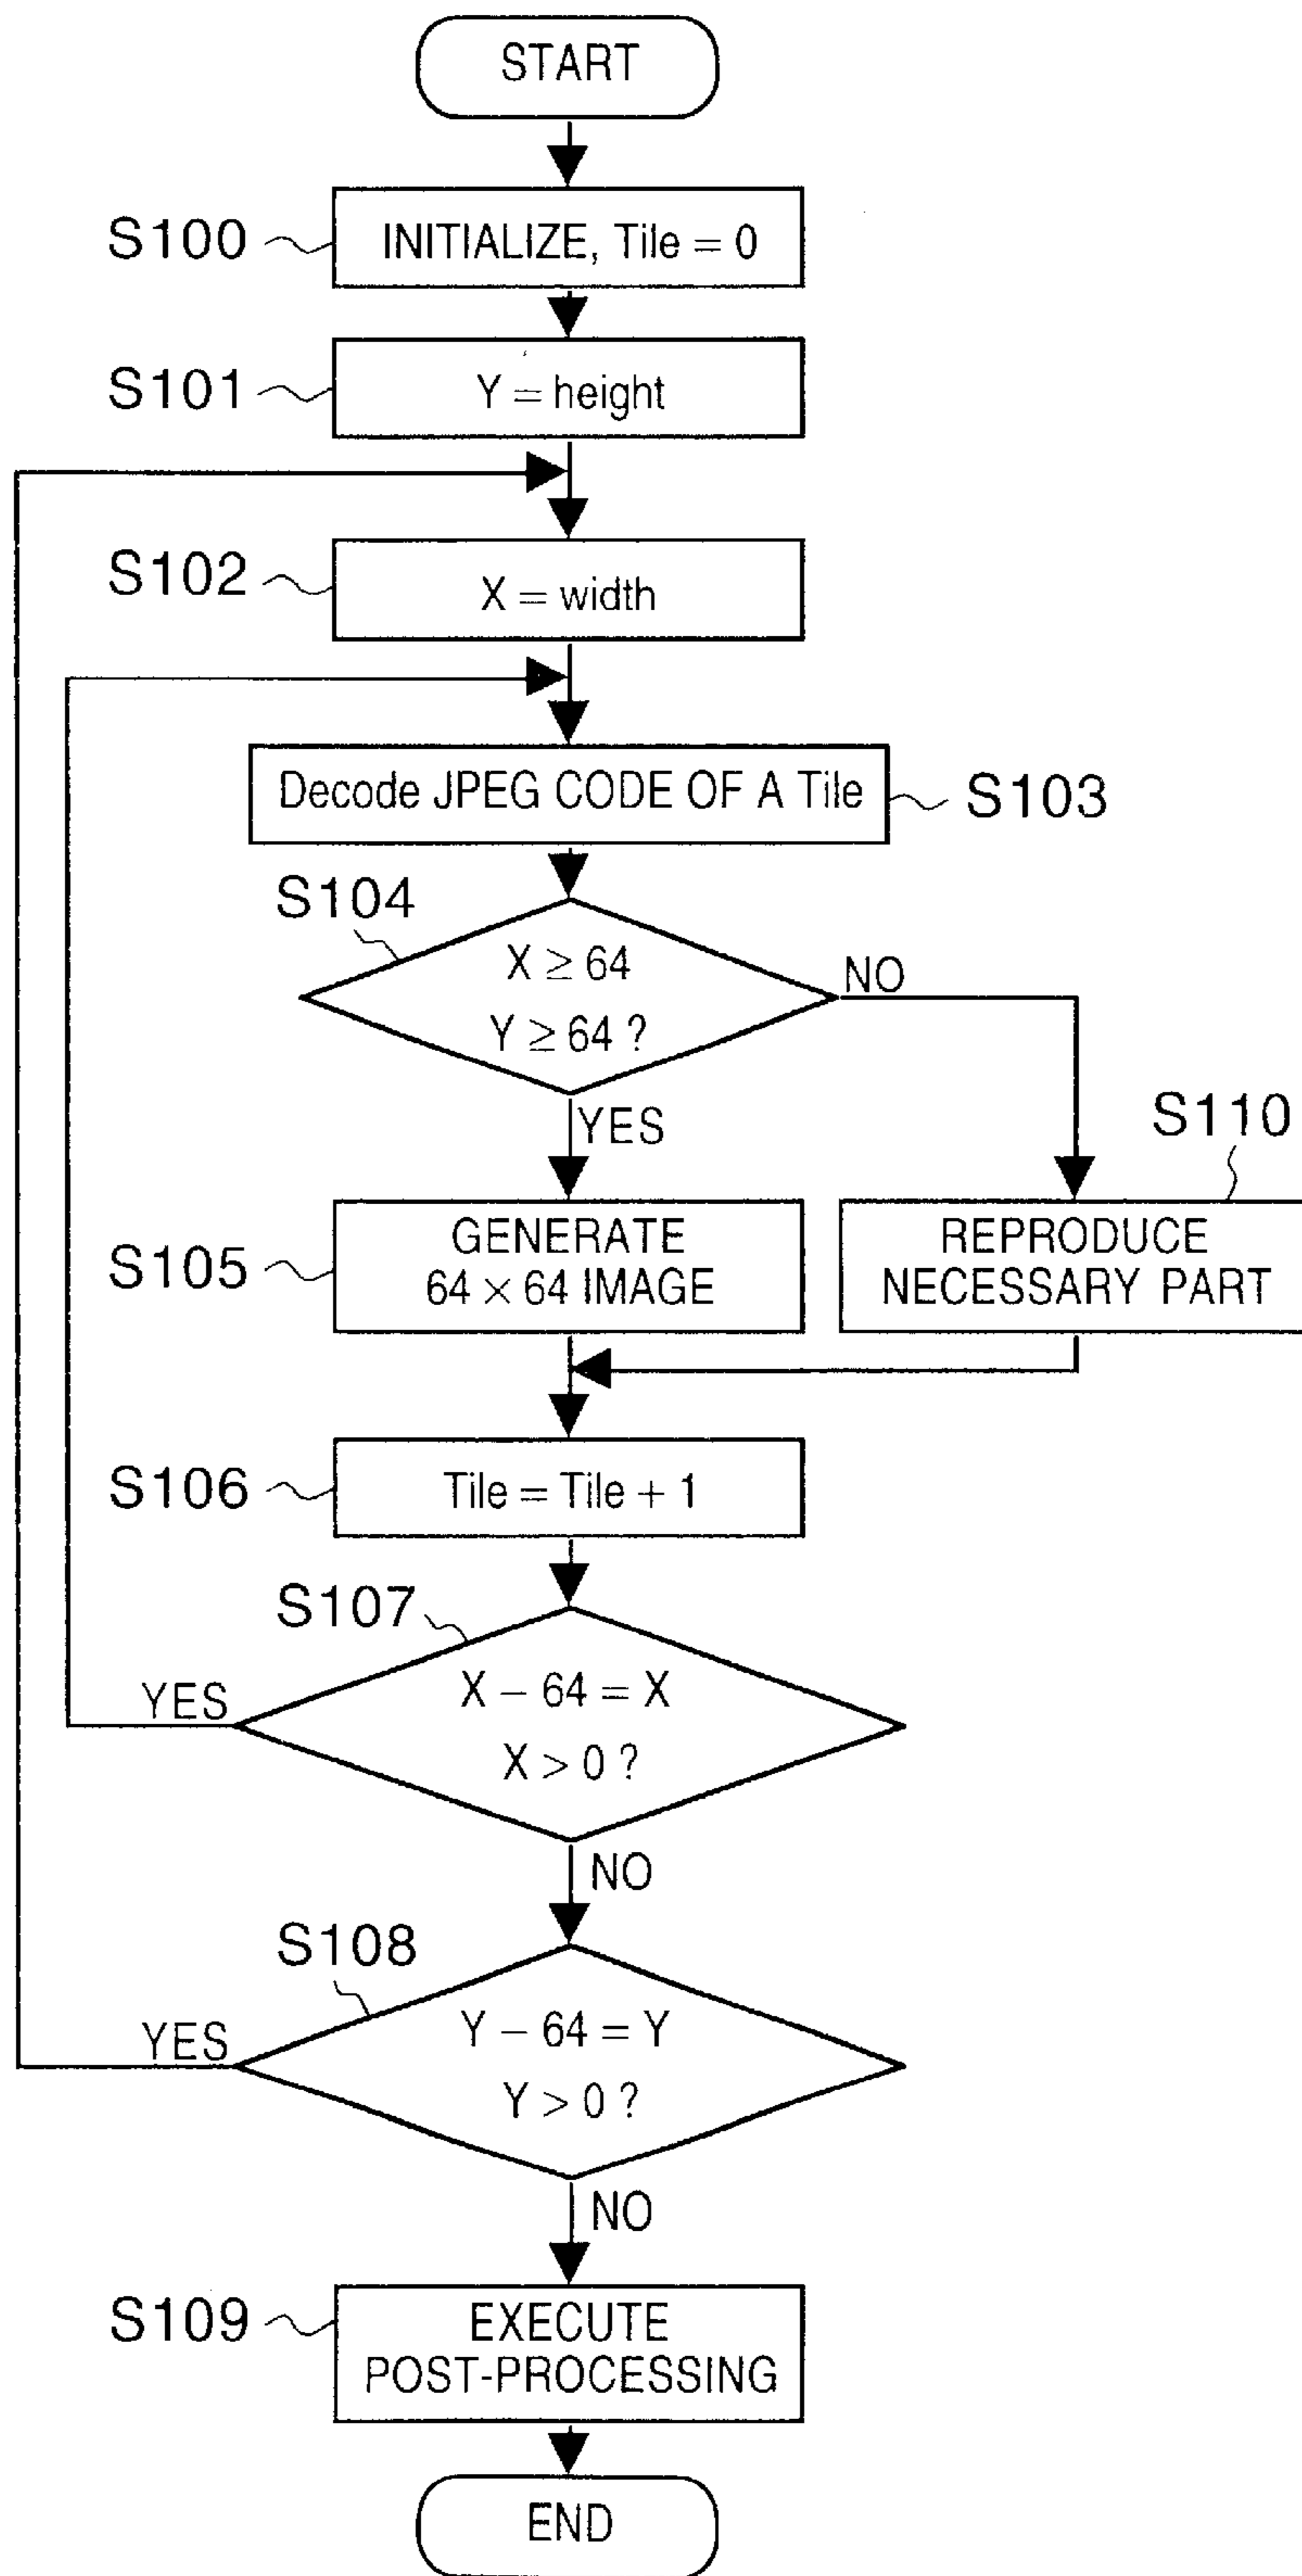 START
S100
INITIALIZE, Tile = 0
S101
Y = height
S102
X = width
Decode JPEG CODE OF A Tile
S103
S104
X ≥ 64
Y ≥ 64 ?
NO
YES
S110
S105
GENERATE
64 × 64 IMAGE
REPRODUCE
NECESSARY PART
S106
Tile = Tile + 1
S107
X – 64 = X
X > 0 ?
YES
NO
S108
Y – 64 = Y
Y > 0 ?
YES
NO
S109
EXECUTE
POST-PROCESSING
END